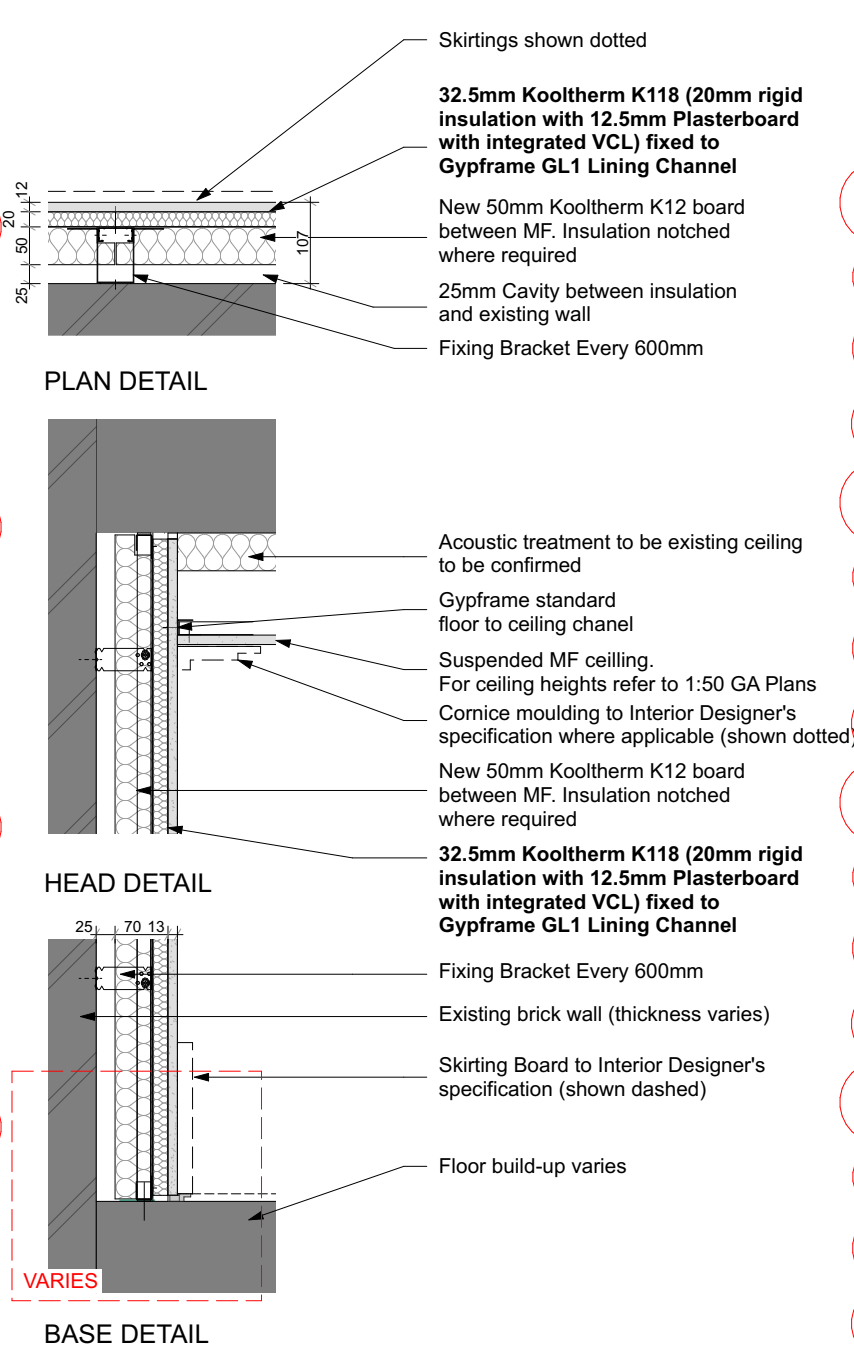 Skirtings shown dotted
32.5mm Kooltherm K118 (20mm rigid
insulation with 12.5mm Plasterboard
with integrated VCL) fixed to
Gypframe GL1 Lining Channel
New 50mm Kooltherm K12 board
between MF. Insulation notched
where required
25mm Cavity between insulation
and existing wall
Fixing Bracket Every 600mm
12
20
50
25
107
PLAN DETAIL
Acoustic treatment to be existing ceiling
to be confirmed
Gypframe standard
floor to ceiling chanel
Suspended MF ceilling.
For ceiling heights refer to 1:50 GA Plans
Cornice moulding to Interior Designer's
specification where applicable (shown dotted)
New 50mm Kooltherm K12 board
between MF. Insulation notched
where required
32.5mm Kooltherm K118 (20mm rigid
insulation with 12.5mm Plasterboard
with integrated VCL) fixed to
Gypframe GL1 Lining Channel
HEAD DETAIL
25 70 13
Fixing Bracket Every 600mm
Existing brick wall (thickness varies)
Skirting Board to Interior Designer's
specification (shown dashed)
Floor build-up varies
VARIES
BASE DETAIL